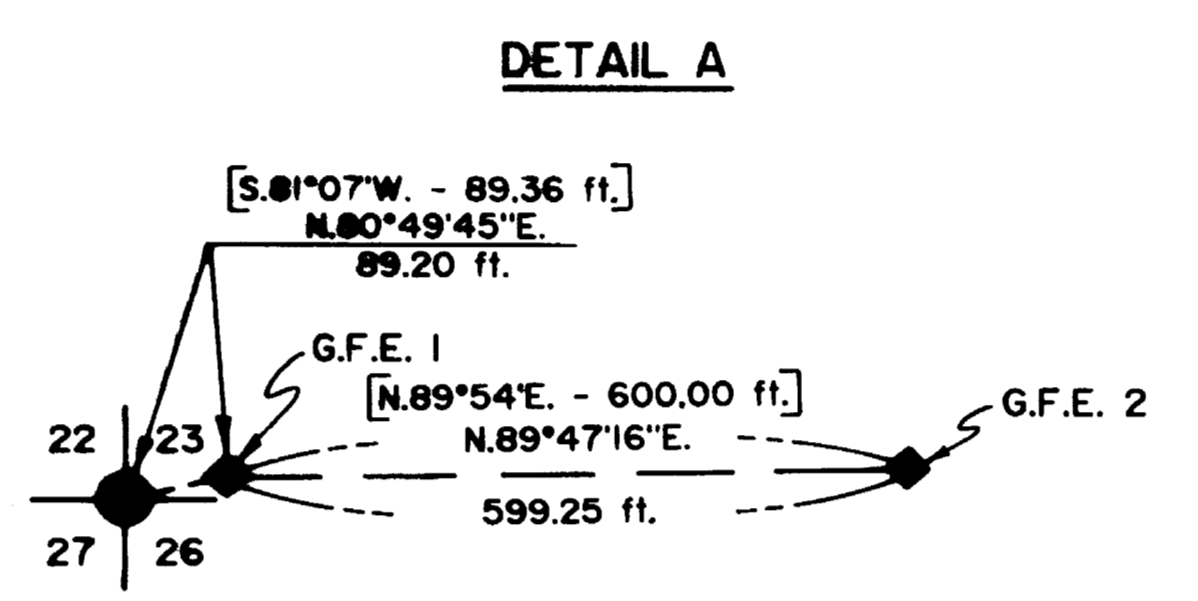 DETAIL A
[S.81°07'W. - 89.36 ft.]
N.80°49'45"E.
89.20 ft.
G.F.E. 1
[N.89°54'E. - 600.00 ft.]
G.F.E. 2
22 23
N.89°47'16"E.
599.25 ft.
27 26